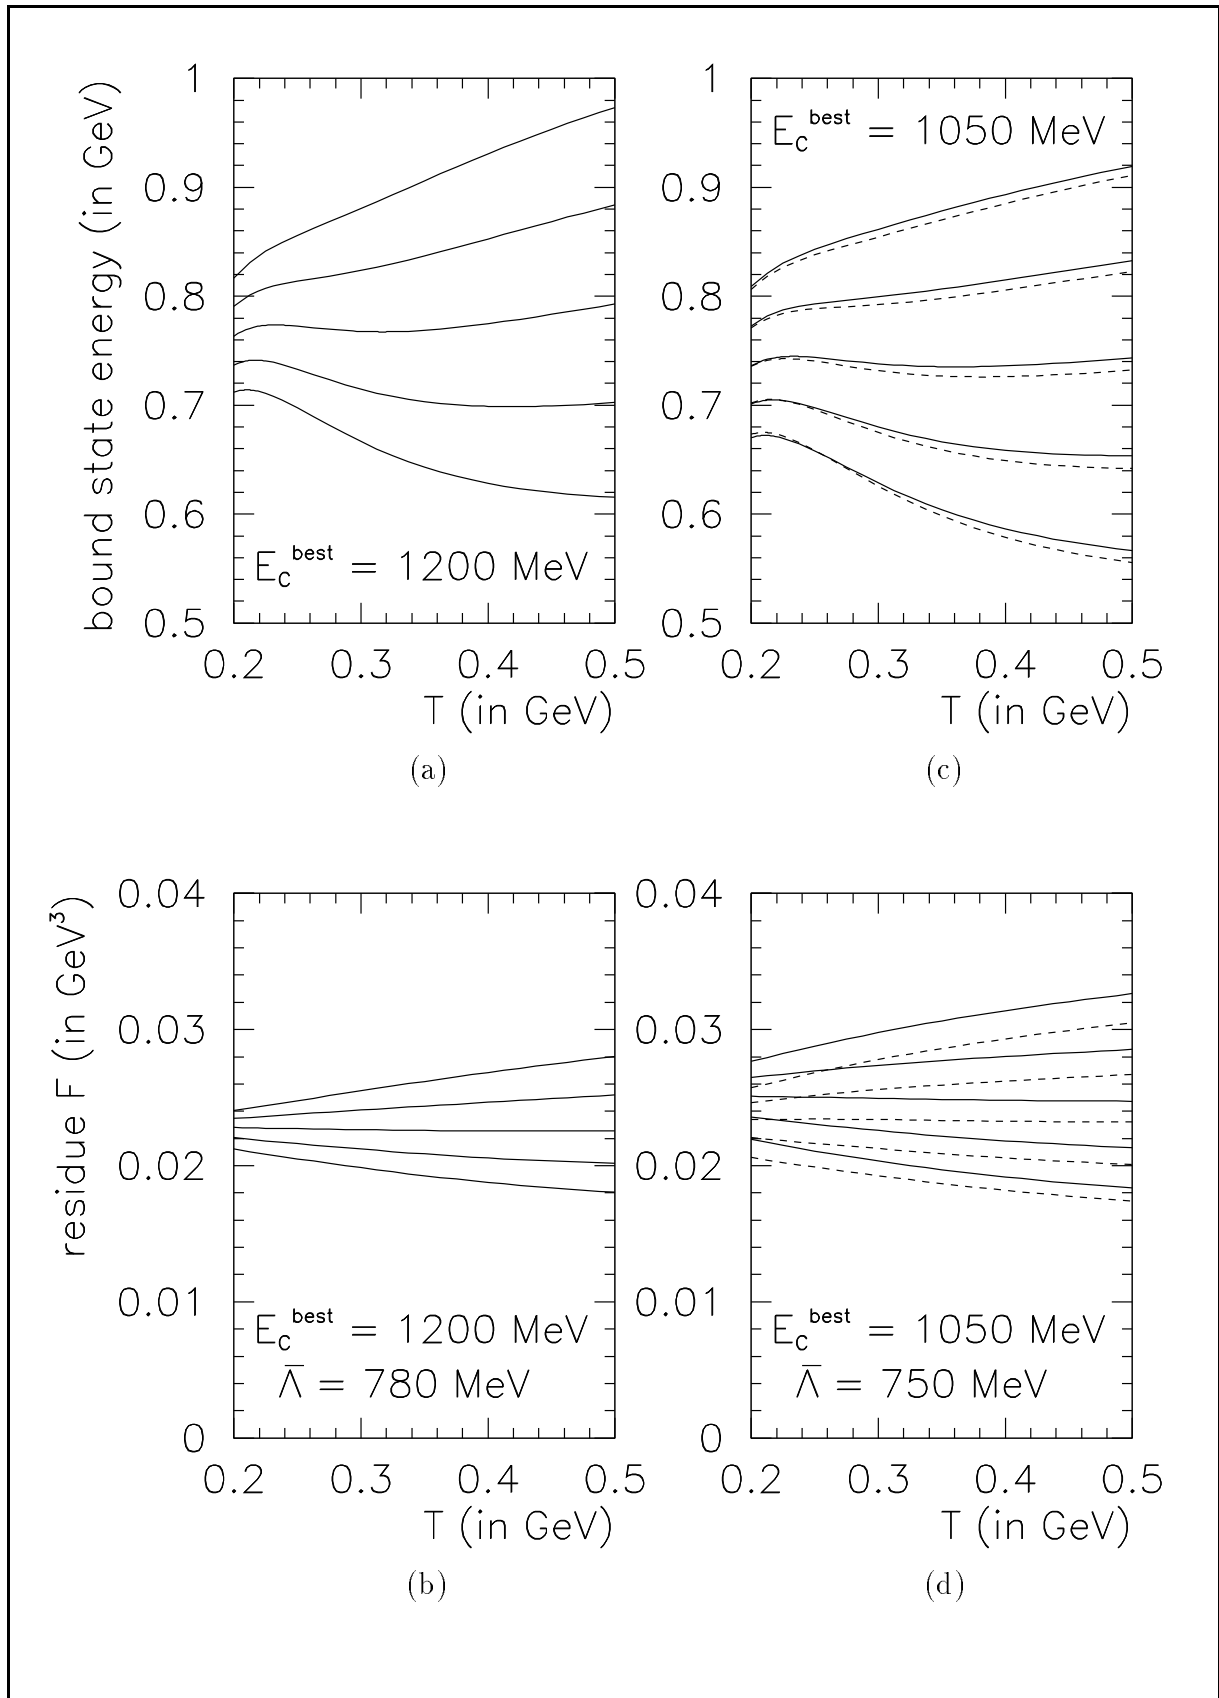 bound state energy (in GeV)
1
0.9
0.8
0.7
0.6
0.5
E_C^best = 1200 MeV
0.2 0.3 0.4 0.5
T (in GeV)
(a)
1
0.9
0.8
0.7
0.6
0.5
E_C^best = 1050 MeV
0.2 0.3 0.4 0.5
T (in GeV)
(c)
residue F (in GeV³)
0.04
0.03
0.02
0.01
0
E_C^best = 1200 MeV
Λ̄ = 780 MeV
0.2 0.3 0.4 0.5
T (in GeV)
(b)
0.04
0.03
0.02
0.01
0
E_C^best = 1050 MeV
Λ̄ = 750 MeV
0.2 0.3 0.4 0.5
T (in GeV)
(d)